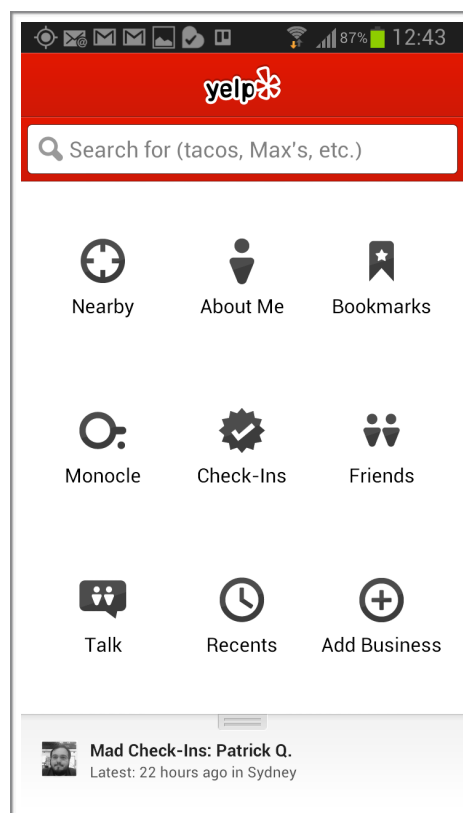 87% 12:43
yelp
Search for (tacos, Max's, etc.)
Nearby About Me Bookmarks
Monocle Check-Ins Friends
Talk Recents Add Business
Mad Check-Ins: Patrick Q.
Latest: 22 hours ago in Sydney